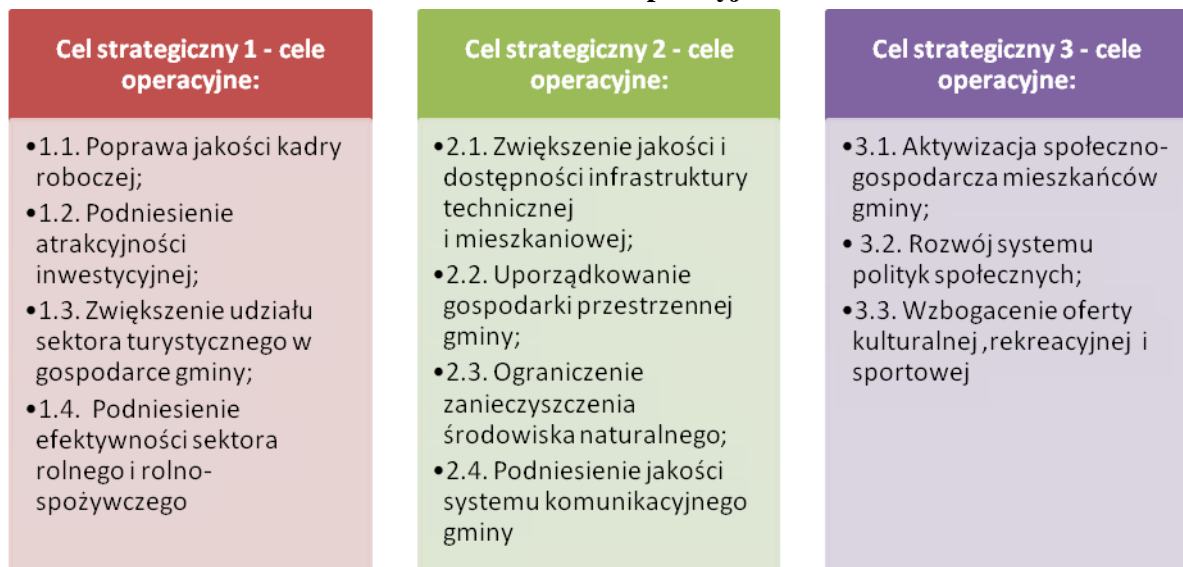 Cel strategiczny 1 - cele
operacyjne:
•1.1. Poprawa jakości kadry
roboczej;
•1.2. Podniesienie
atrakcyjności
inwestycyjnej;
•1.3. Zwiększenie udziału
sektora turystycznego w
gospodarce gminy;
•1.4. Podniesienie
efektywności sektora
rolnego i rolno-
spożywczego
Cel strategiczny 2 - cele
operacyjne:
•2.1. Zwiększenie jakości i
dostępności infrastruktury
technicznej
i mieszkaniowej;
•2.2. Uporządkowanie
gospodarki przestrzennej
gminy;
•2.3. Ograniczenie
zanieczyszczenia
środowiska naturalnego;
•2.4. Podniesienie jakości
systemu komunikacyjnego
gminy
Cel strategiczny 3 - cele
operacyjne:
•3.1. Aktywizacja społeczno-
gospodarcza mieszkańców
gminy;
• 3.2. Rozwój systemu
polityk społecznych;
•3.3. Wzbogacenie oferty
kulturalnej ,rekreacyjnej i
sportowej